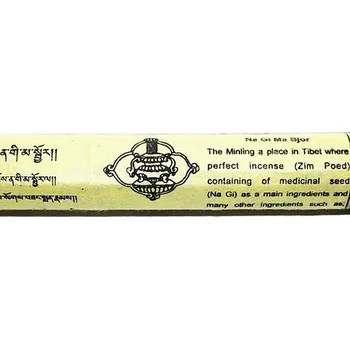 ན་གི་མ་སྦྱོར།།
ན་གི་མ་སྦྱོར་ལ།
Na Gi Ma Bjor
The Minling a place in Tibet where
perfect incense (Zim Poed)
containing of medicinal seed
(Na Gi) as a main ingredients and
many other ingredients such as;